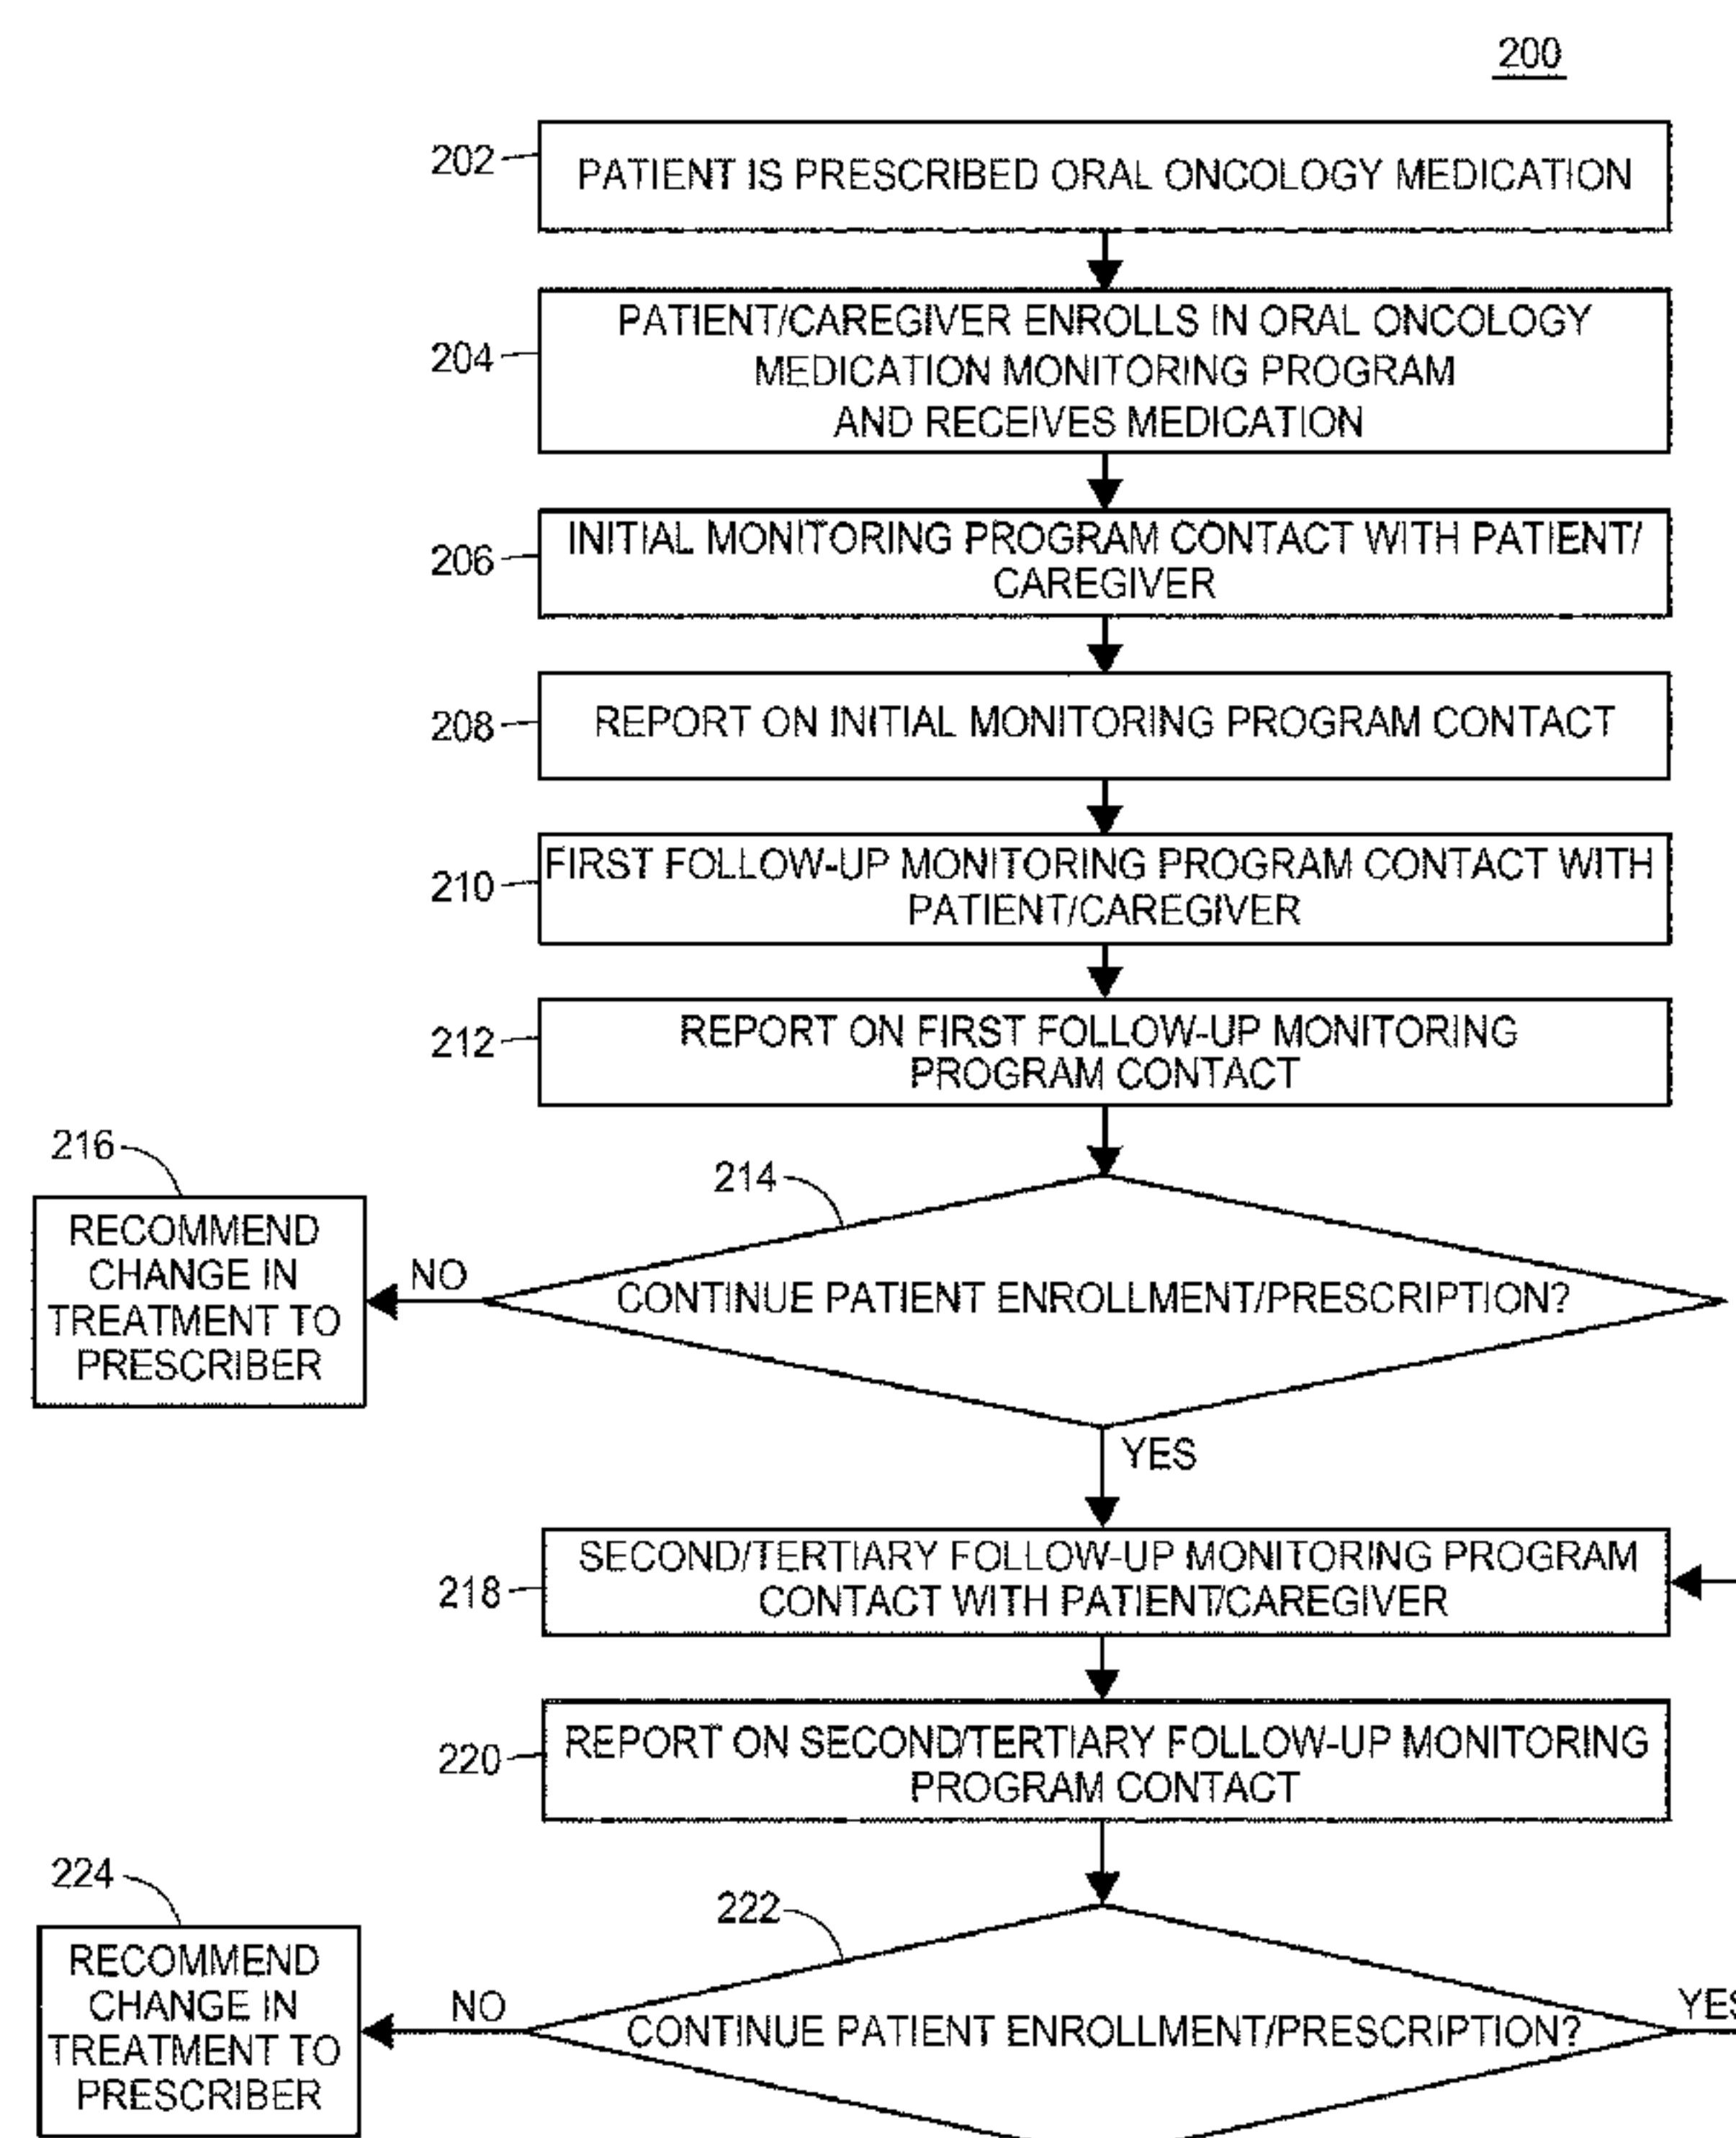 200
202
PATIENT IS PRESCRIBED ORAL ONCOLOGY MEDICATION
204
PATIENT/CAREGIVER ENROLLS IN ORAL ONCOLOGY
MEDICATION MONITORING PROGRAM
AND RECEIVES MEDICATION
206
INITIAL MONITORING PROGRAM CONTACT WITH PATIENT/
CAREGIVER
208
REPORT ON INITIAL MONITORING PROGRAM CONTACT
210
FIRST FOLLOW-UP MONITORING PROGRAM CONTACT WITH
PATIENT/CAREGIVER
212
REPORT ON FIRST FOLLOW-UP MONITORING
PROGRAM CONTACT
216
RECOMMEND
CHANGE IN
TREATMENT TO
PRESCRIBER
NO
214
CONTINUE PATIENT ENROLLMENT/PRESCRIPTION?
YES
218
SECOND/TERTIARY FOLLOW-UP MONITORING PROGRAM
CONTACT WITH PATIENT/CAREGIVER
220
REPORT ON SECOND/TERTIARY FOLLOW-UP MONITORING
PROGRAM CONTACT
224
RECOMMEND
CHANGE IN
TREATMENT TO
PRESCRIBER
NO
222
CONTINUE PATIENT ENROLLMENT/PRESCRIPTION?
YES